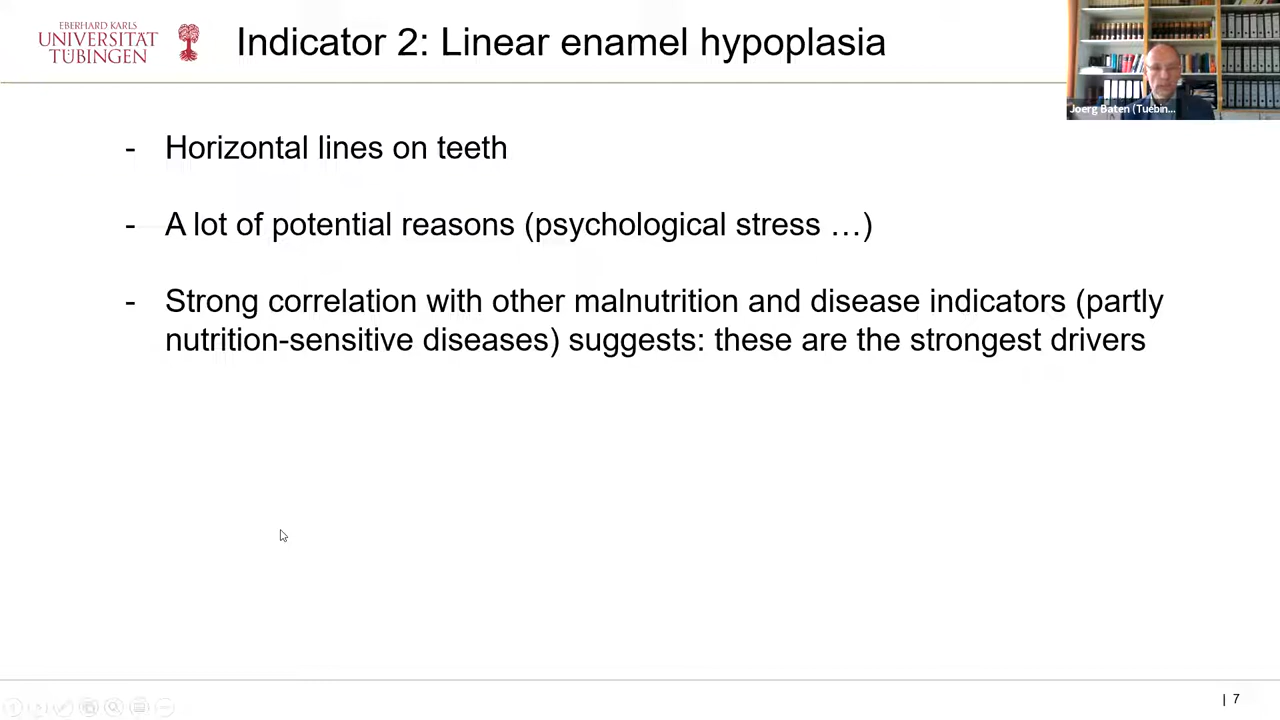 EBERHARD KARLS
UNIVERSITÄT
TÜBINGEN
Indicator 2: Linear enamel hypoplasia
Joerg Baten (Tuebin...
- Horizontal lines on teeth
- A lot of potential reasons (psychological stress …)
- Strong correlation with other malnutrition and disease indicators (partly
nutrition-sensitive diseases) suggests: these are the strongest drivers
| 7